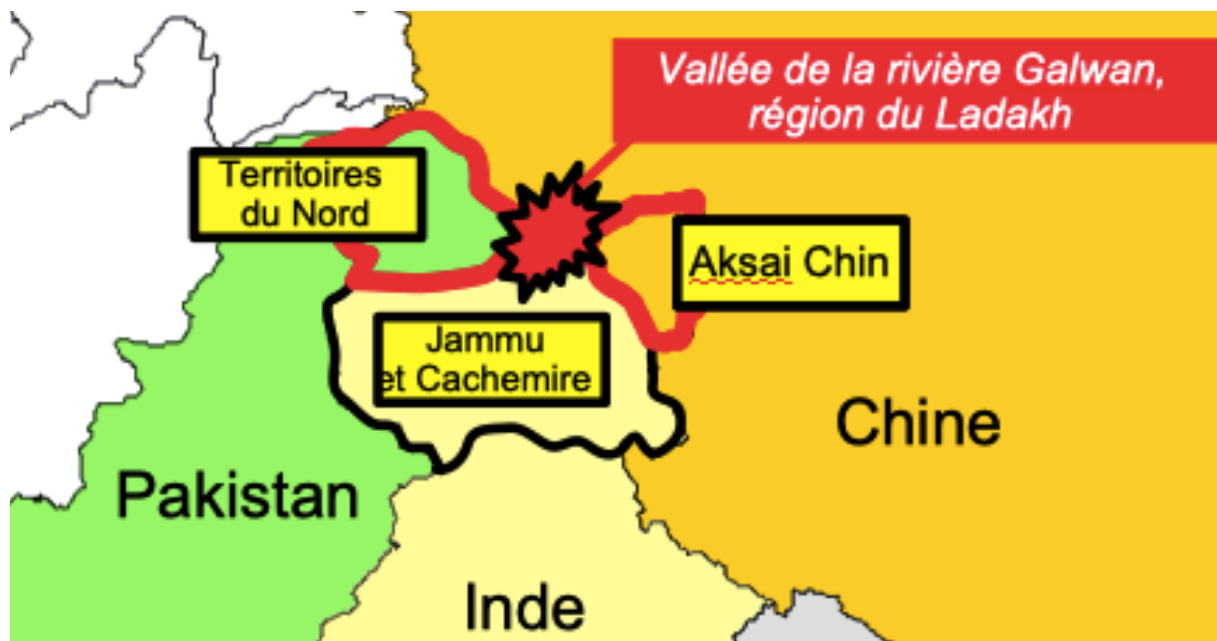 Vallée de la rivière Galwan,
région du Ladakh
Territoires
du Nord
Aksai Chin
Jammu
et Cachemire
Chine
Pakistan
Inde